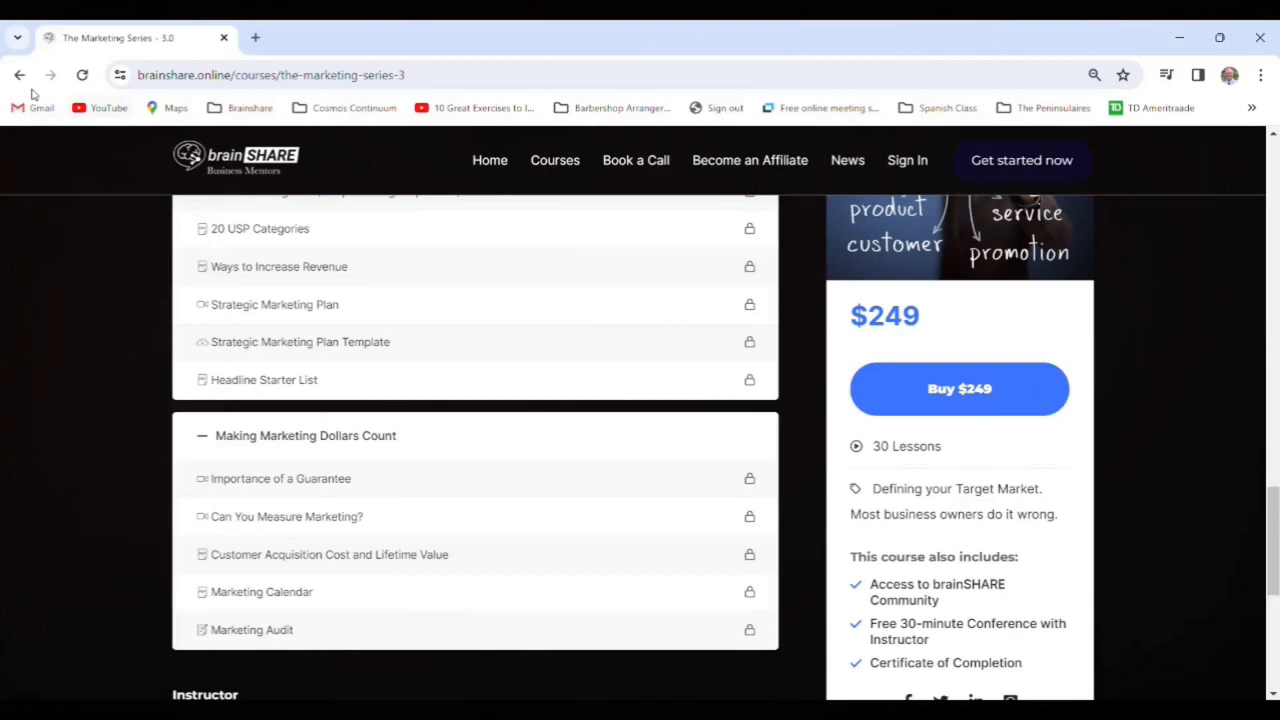 The Marketing Series - 3.0
brainshare.online/courses/the-marketing-series-3
Gmail
YouTube
Maps
Brainshare
Cosmos Continuum
10 Great Exercises to I...
Barbershop Arranger...
Sign out
Free online meeting s...
Spanish Class
The Peninsulaires
TD Ameritraade
brainSHARE
Business Mentors
Home
Courses
Book a Call
Become an Affiliate
News
Sign In
Get started now
20 USP Categories
Ways to Increase Revenue
Strategic Marketing Plan
Strategic Marketing Plan Template
Headline Starter List
Making Marketing Dollars Count
Importance of a Guarantee
Can You Measure Marketing?
Customer Acquisition Cost and Lifetime Value
Marketing Calendar
Marketing Audit
Instructor
product
service
customer
promotion
$249
Buy $249
30 Lessons
Defining your Target Market.
Most business owners do it wrong.
This course also includes:
Access to brainSHARE
Community
Free 30-minute Conference with
Instructor
Certificate of Completion